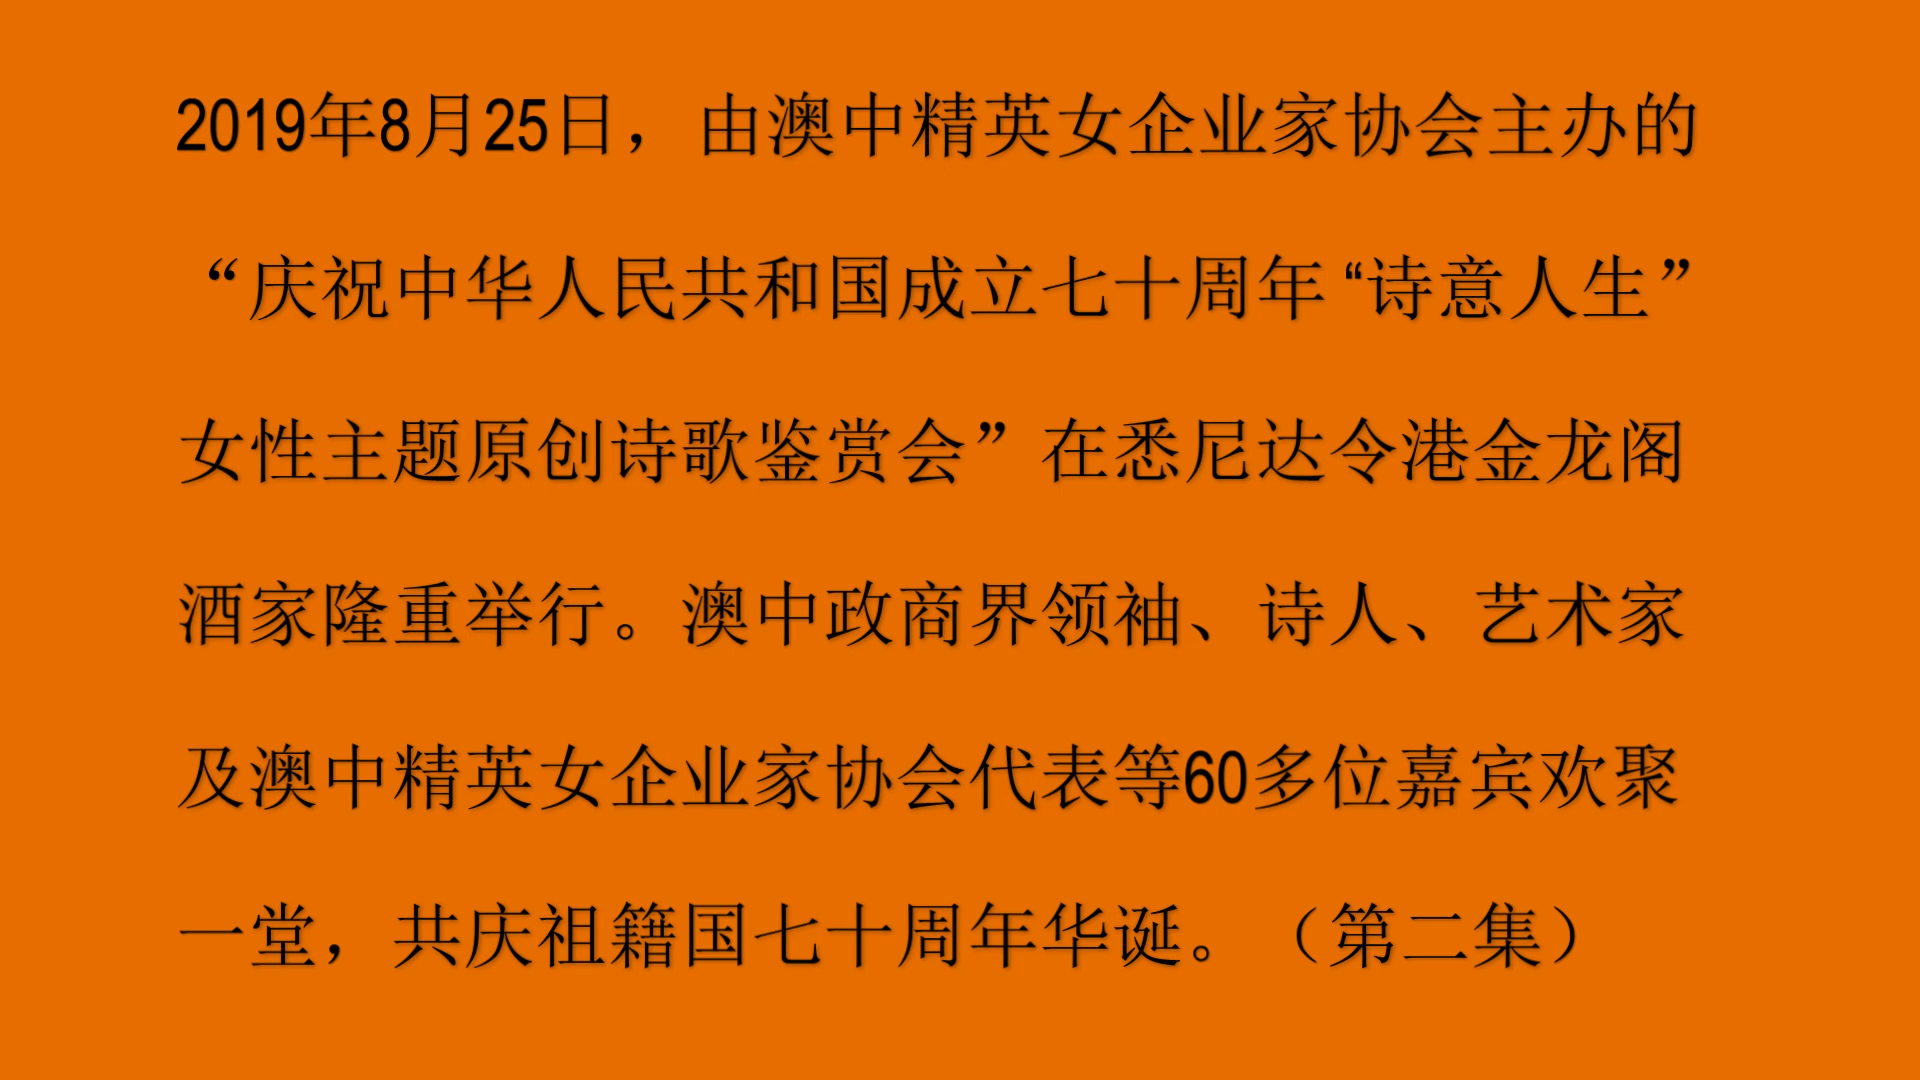 2019年8月25日，由澳中精英女企业家协会主办的
“庆祝中华人民共和国成立七十周年“诗意人生”
女性主题原创诗歌鉴赏会”在悉尼达令港金龙阁
酒家隆重举行。澳中政商界领袖、诗人、艺术家
及澳中精英女企业家协会代表等60多位嘉宾欢聚
一堂，共庆祖籍国七十周年华诞。（第二集）